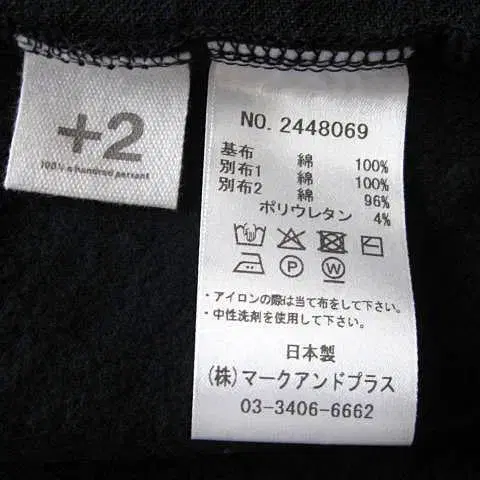 +2
100% a hundred persent
NO. 2448069
基布 綿 100%
別布1 綿 100%
別布2 綿 96%
ポリウレタン 4%
P W
・アイロンの際は当て布をして下さい。
・中性洗剤を使用して下さい。
日本製
(株)マークアンドプラス
03-3406-6662